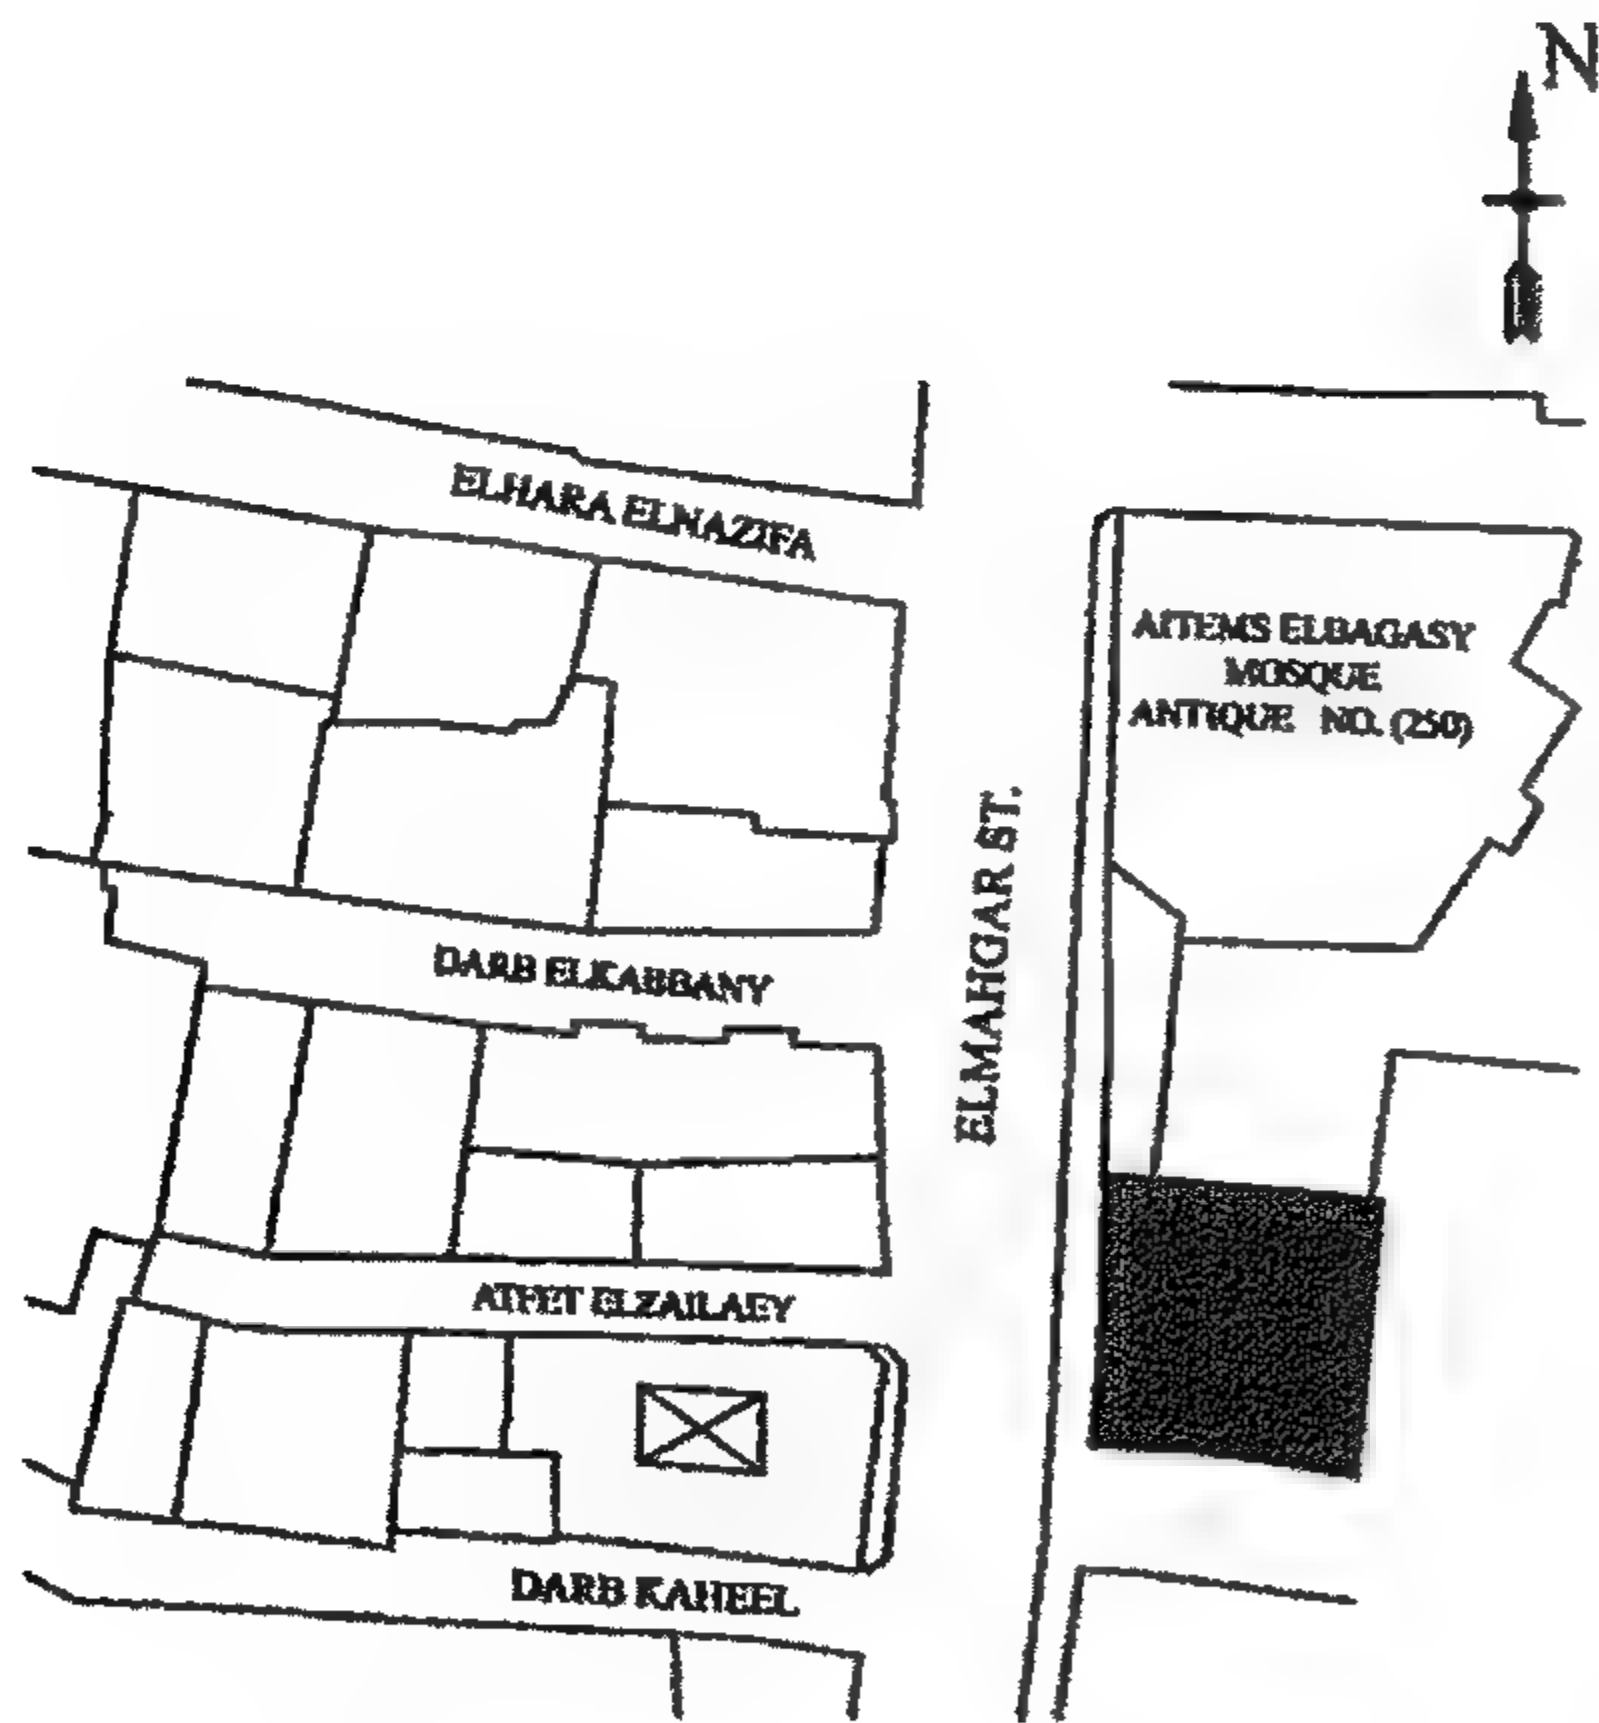 N
ELHARA ELNAZIFA
AITEMS ELBAGASY
MOSQUE
ANTIQUE NO. (250)
ELMAHGAR ST.
DARB ELKABBANY
ATFET ELZAILAEY
DARB KAHEEL